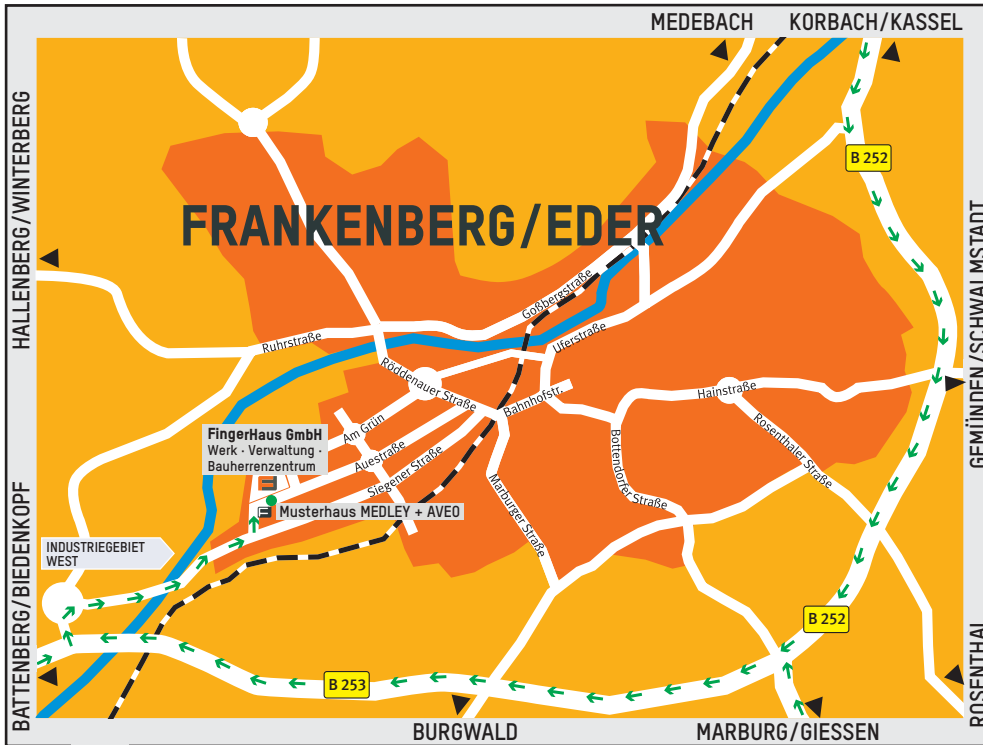 MEDEBACH
KORBACH/KASSEL
HALLENBERG/WINTERBERG
B 252
FRANKENBERG/EDER
GEMÜNDEN/SCHWALMSTADT
Goßbergstraße
Ruhrstraße
Uferstraße
Röddenauer Straße
Bahnhofstr.
Hainstraße
Am Grün
Auestraße
Siegener Straße
Rosenthaler Straße
Bottendorfer Straße
Marburger Straße
FingerHaus GmbH
Werk · Verwaltung ·
Bauherrenzentrum
Musterhaus MEDLEY + AVEO
INDUSTRIEGEBIET
WEST
BATTENBERG/BIEDENKOPF
B 252
B 253
ROSENTHAL
BURGWALD
MARBURG/GIESSEN